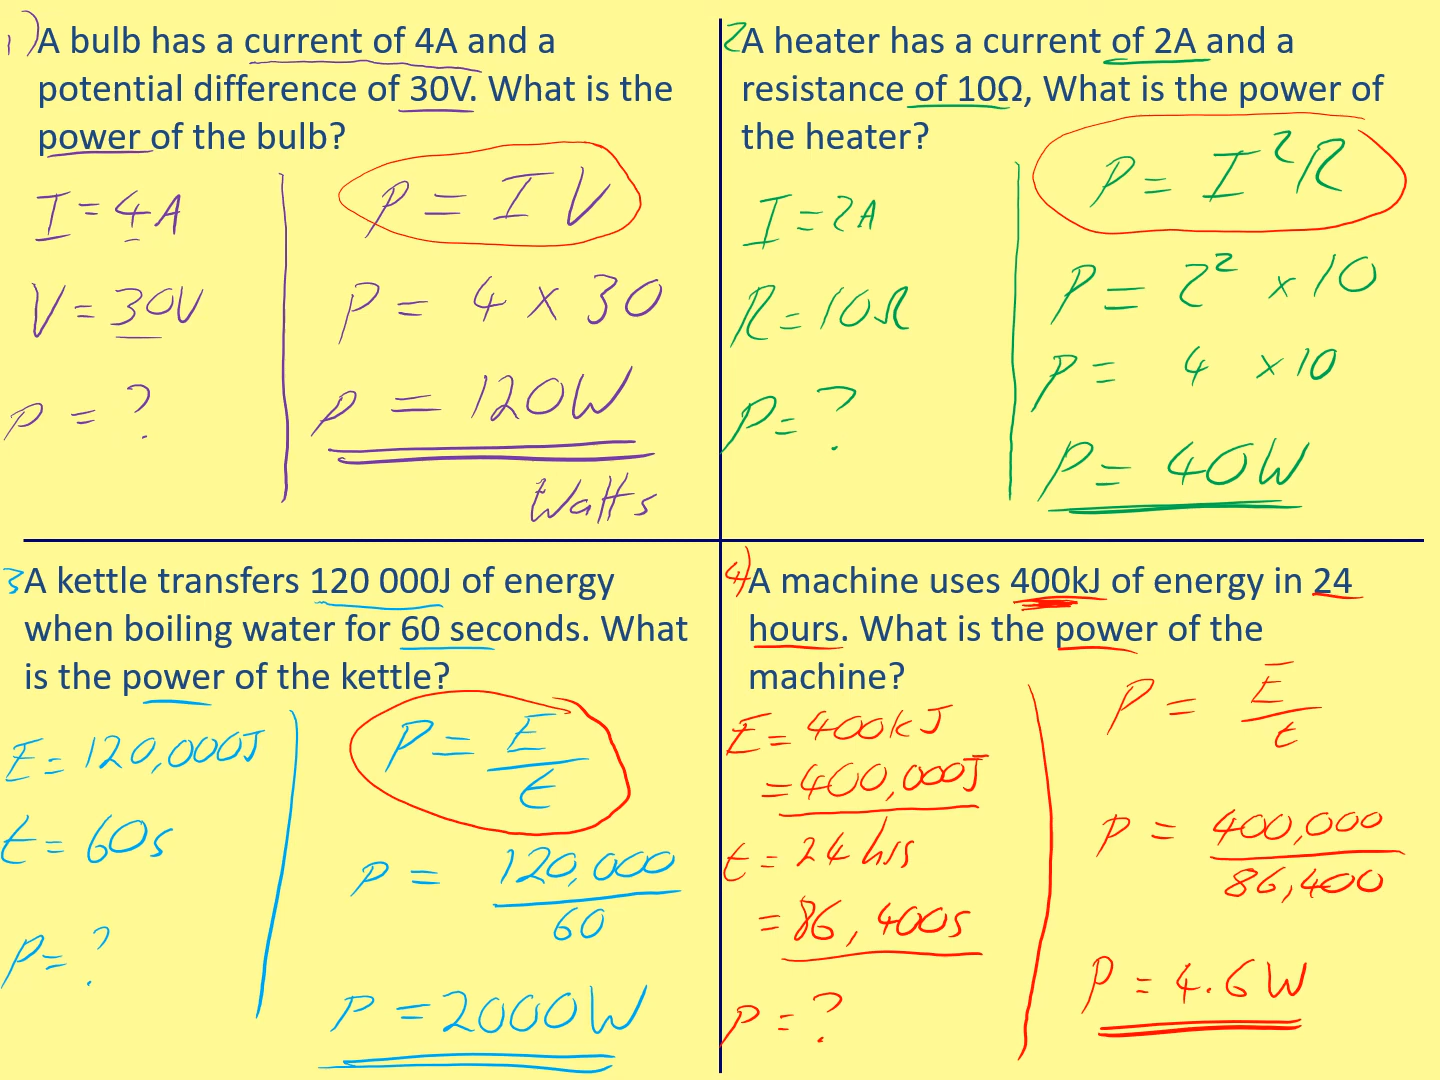 1) A bulb has a current of 4A and a
potential difference of 30V. What is the
power of the bulb?
I = 4A
V = 30V
P = ?
P = IV
P = 4 x 30
P = 120W
Watts
2 A heater has a current of 2A and a
resistance of 10Ω, What is the power of
the heater?
I = 2A
R = 10Ω
P = ?
P = I²R
P = 2² x 10
P = 4 x 10
P = 40W
3 A kettle transfers 120 000J of energy
when boiling water for 60 seconds. What
is the power of the kettle?
E = 120,000J
t = 60s
P = ?
P = E
t
P = 120,000
60
P = 2000W
4) A machine uses 400kJ of energy in 24
hours. What is the power of the
machine?
E = 400kJ
= 400,000J
t = 24 hrs
= 86,400s
P = ?
P = E
t
P = 400,000
86,400
P = 4.6W